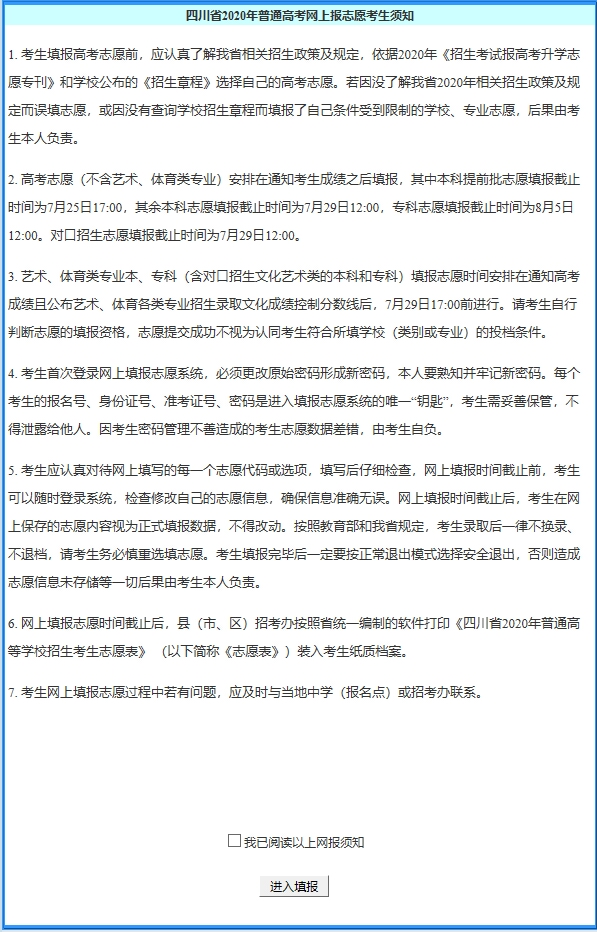 四川省2020年普通高考网上报志愿考生须知
1. 考生填报高考志愿前，应认真了解我省相关招生政策及规定，依据2020年《招生考试报高考升学志
愿专刊》和学校公布的《招生章程》选择自己的高考志愿。若因没了解我省2020年相关招生政策及规
定而误填志愿，或因没有查询学校招生章程而填报了自己条件受到限制的学校、专业志愿，后果由考
生本人负责。
2. 高考志愿（不含艺术、体育类专业）安排在通知考生成绩之后填报，其中本科提前批志愿填报截止
时间为7月25日17:00，其余本科志愿填报截止时间为7月29日12:00，专科志愿填报截止时间为8月5日
12:00。对口招生志愿填报截止时间为7月29日12:00。
3. 艺术、体育类专业本、专科（含对口招生文化艺术类的本科和专科）填报志愿时间安排在通知高考
成绩且公布艺术、体育各类专业招生录取文化成绩控制分数线后，7月29日17:00前进行。请考生自行
判断志愿的填报资格，志愿提交成功不视为认同考生符合所填学校（类别或专业）的投档条件。
4. 考生首次登录网上填报志愿系统，必须更改原始密码形成新密码，本人要熟知并牢记新密码。每个
考生的报名号、身份证号、准考证号、密码是进入填报志愿系统的唯一“钥匙”，考生需妥善保管，不
得泄露给他人。因考生密码管理不善造成的考生志愿数据差错，由考生自负。
5. 考生应认真对待网上填写的每一个志愿代码或选项，填写后仔细检查，网上填报时间截止前，考生
可以随时登录系统，检查修改自己的志愿信息，确保信息准确无误。网上填报时间截止后，考生在网
上保存的志愿内容视为正式填报数据，不得改动。按照教育部和我省规定，考生录取后一律不换录、
不退档，请考生务必慎重选填志愿。考生填报完毕后一定要按正常退出模式选择安全退出，否则造成
志愿信息未存储等一切后果由考生本人负责。
6. 网上填报志愿时间截止后，县（市、区）招考办按照省统一编制的软件打印《四川省2020年普通高
等学校招生考生志愿表》 （以下简称《志愿表》）装入考生纸质档案。
7. 考生网上填报志愿过程中若有问题，应及时与当地中学（报名点）或招考办联系。
我已阅读以上网报须知
进入填报